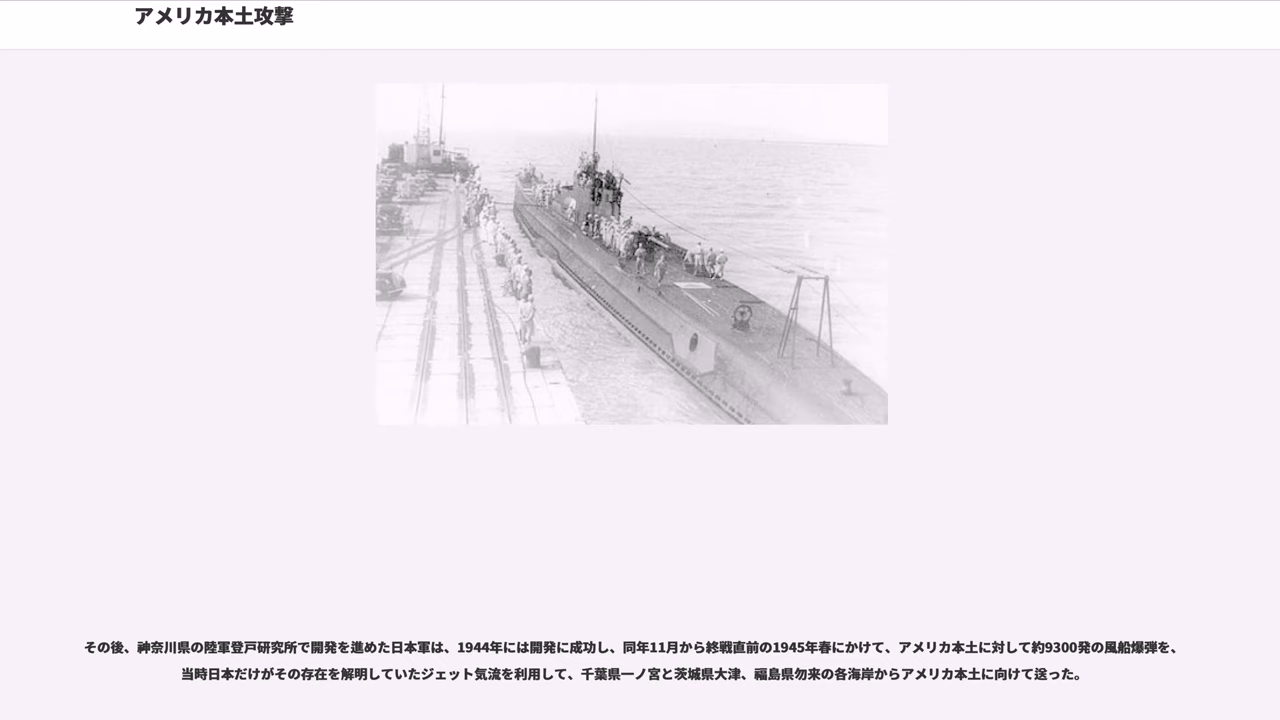 アメリカ本土攻撃
その後、神奈川県の陸軍登戸研究所で開発を進めた日本軍は、1944年には開発に成功し、同年11月から終戦直前の1945年春にかけて、アメリカ本土に対して約9300発の風船爆弾を、
当時日本だけがその存在を解明していたジェット気流を利用して、千葉県一ノ宮と茨城県大津、福島県勿来の各海岸からアメリカ本土に向けて送った。